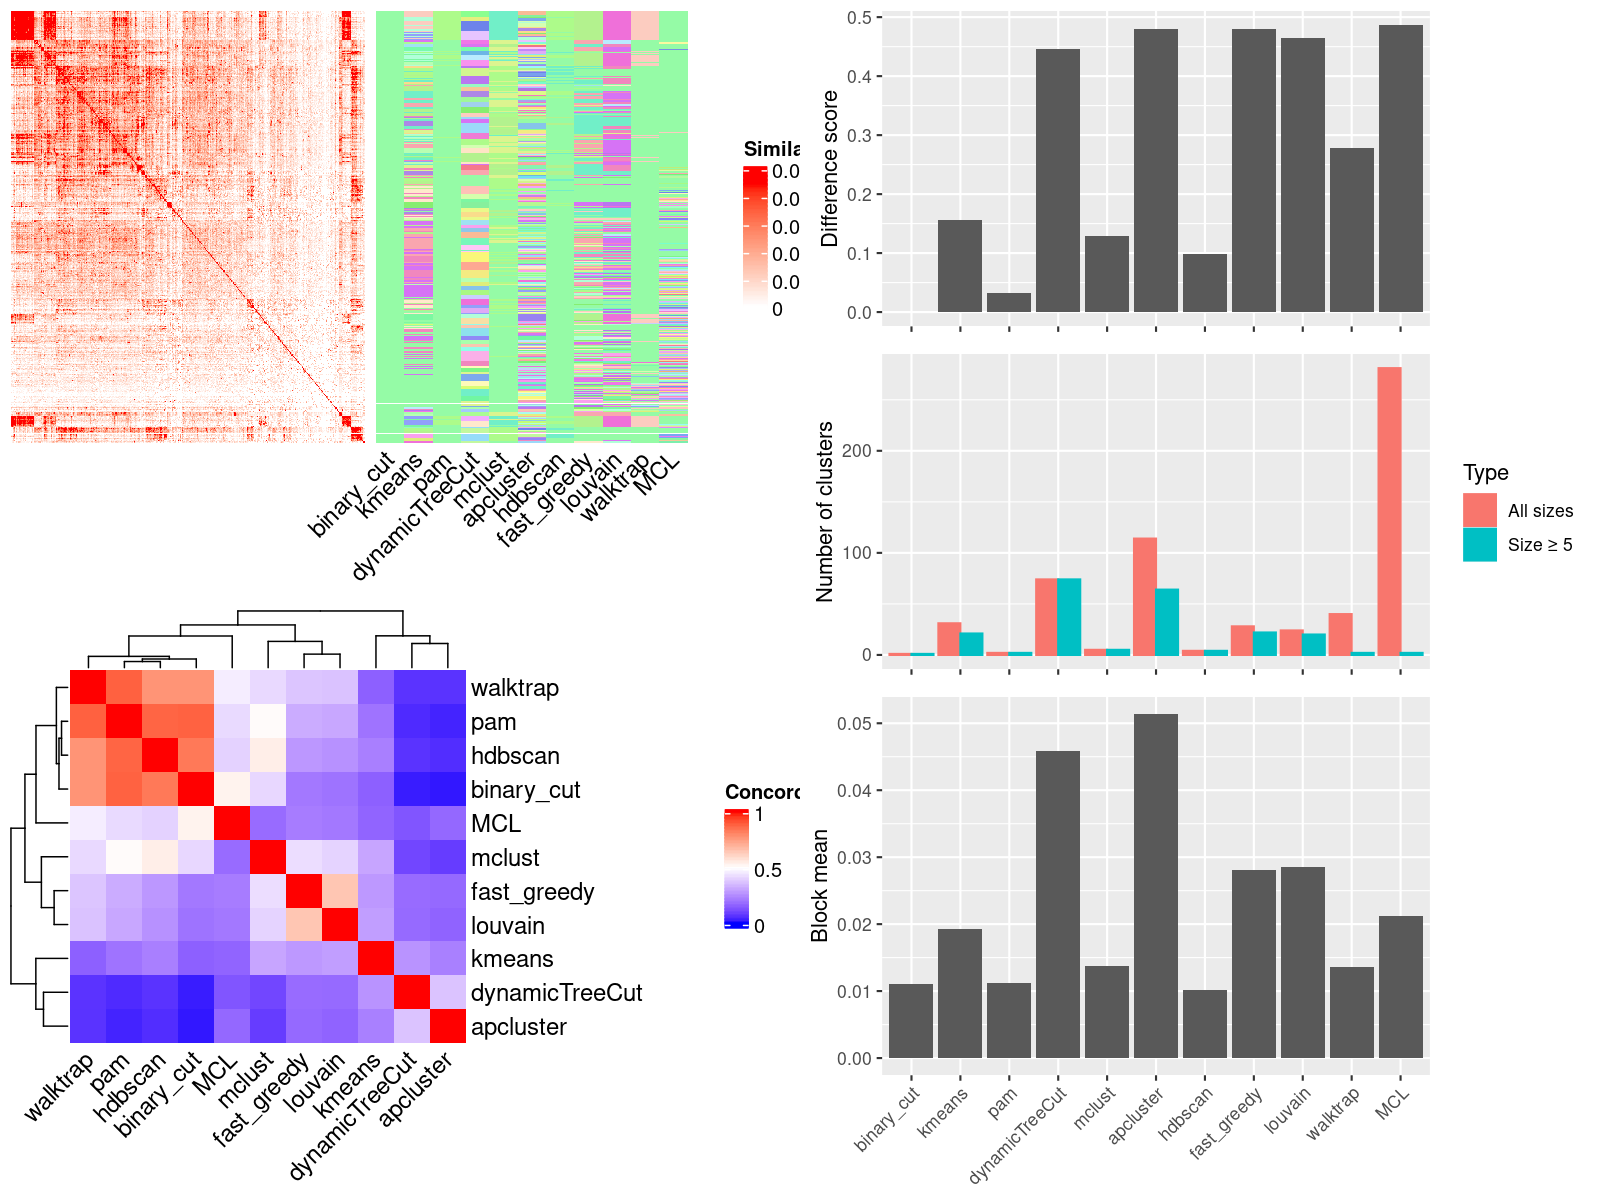 binary_cut
kmeans
pam
dynamicTreeCut
mclust
apcluster
hdbscan
fast_greedy
louvain
walktrap
MCL
Simila
0.0
0.0
0.0
0.0
0
walktrap
pam
hdbscan
binary_cut
MCL
mclust
fast_greedy
louvain
kmeans
dynamicTreeCut
apcluster
walktrap
pam
hdbscan
binary_cut
MCL
mclust
fast_greedy
louvain
kmeans
dynamicTreeCut
apcluster
Concord
1
0.5
0
Difference score
0.5
0.4
0.3
0.2
0.1
0.0
Number of clusters
200
100
0
Type
All sizes
Size ≥ 5
Block mean
0.05
0.04
0.03
0.02
0.01
0.00
binary_cut
kmeans
pam
dynamicTreeCut
mclust
apcluster
hdbscan
fast_greedy
louvain
walktrap
MCL